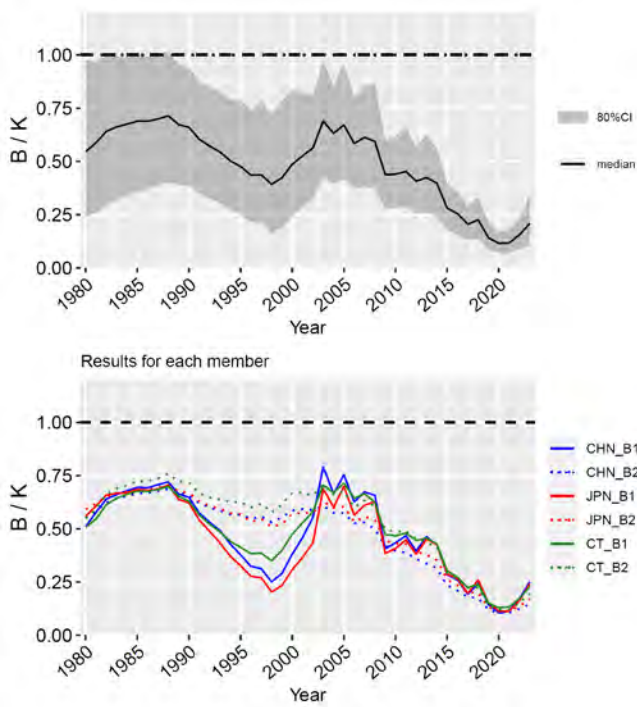 1.00
0.75
0.50
0.25
0.00
B / K
1980
1985
1990
1995
2000
2005
2010
2015
2020
Year
80%CI
median
Results for each member
1.00
0.75
0.50
0.25
0.00
B / K
1980
1985
1990
1995
2000
2005
2010
2015
2020
Year
CHN_B1
CHN_B2
JPN_B1
JPN_B2
CT_B1
CT_B2